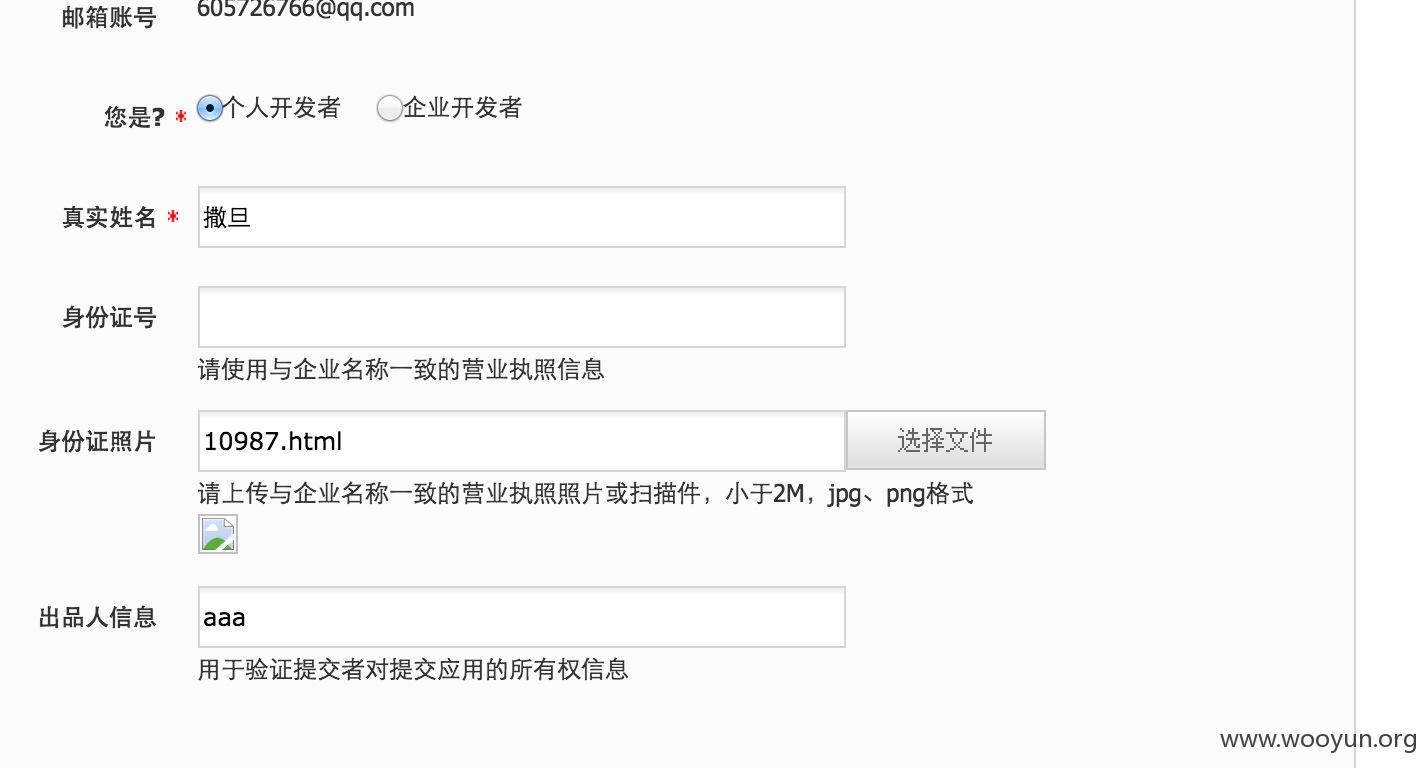 邮箱账号 605726766@qq.com
您是? * 个人开发者 企业开发者
真实姓名 * 撒旦
身份证号
请使用与企业名称一致的营业执照信息
身份证照片 10987.html 选择文件
请上传与企业名称一致的营业执照照片或扫描件，小于2M，jpg、png格式
出品人信息 aaa
用于验证提交者对提交应用的所有权信息
www.wooyun.org